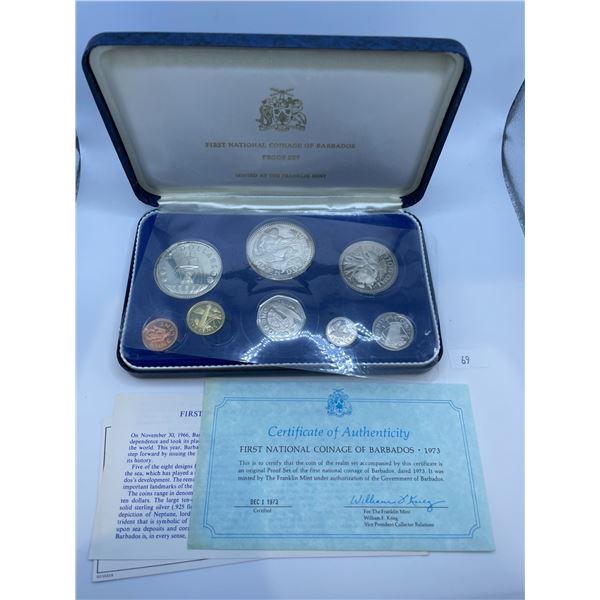 FIRST NATIONAL COINAGE OF BARBADOS
PROOF SET
ISSUED BY THE FRANKLIN MINT
69
FIRST
On November 30, 1966, Bar
dependence and took its pla
the world. This year, Barb
step forward by issuing the
its history.
Five of the eight designs
the sea, which has played a
dos's development. The rema
important landmarks of the
The coins range in denom
ten dollars. The large ten-
solid sterling silver (.925 fi
depiction of Neptune, lord
trident that is symbolic of
upon sea deposits and cora
Barbados is, in every sense,
Certificate of Authenticity
FIRST NATIONAL COINAGE OF BARBADOS • 1973
This is to certify that the coin of the realm set accompanied by this certificate is
an original Proof Set of the first national coinage of Barbados, dated 1973. It was
minted by The Franklin Mint under authorization of the Government of Barbados.
DEC 1 1973
Certified
William F. Krieg
For The Franklin Mint
William F. Krieg
Vice President Collector Relations